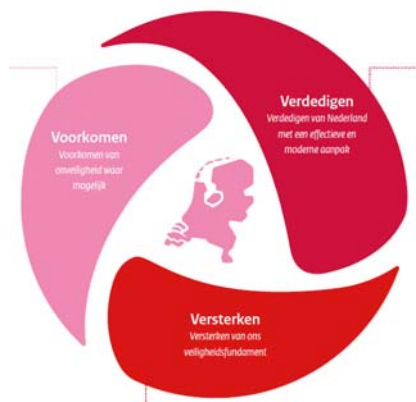 Voorkomen
Voorkomen van
onveiligheid waar
mogelijk
Verdedigen
Verdedigen van Nederland
met een effectieve en
moderne aanpak
Versterken
Versterken van ons
veiligheidsfundament